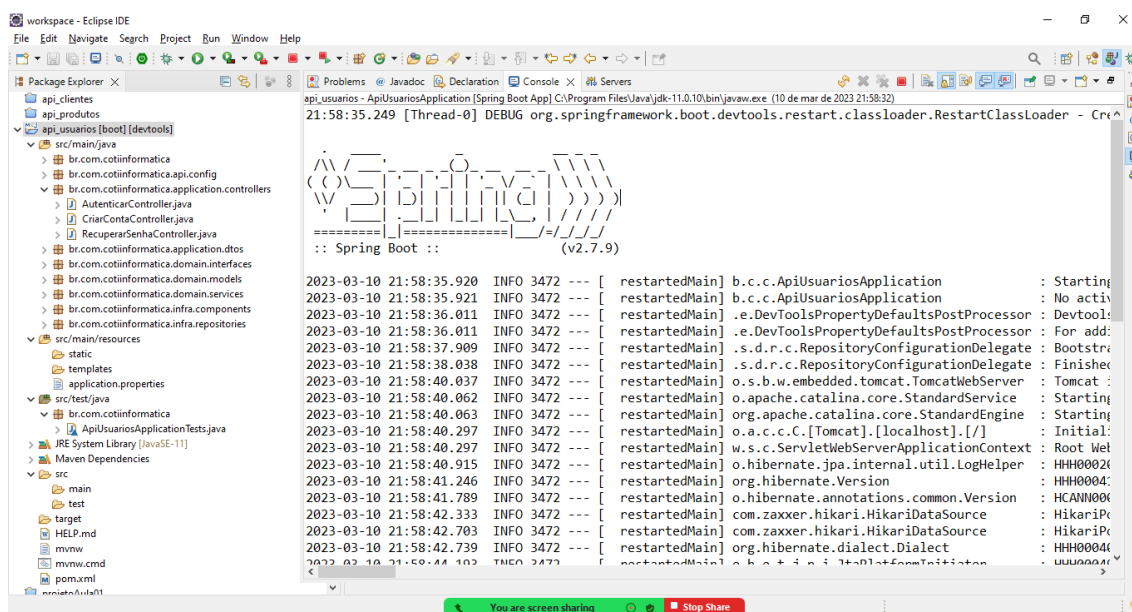 workspace - Eclipse IDE
File Edit Navigate Search Project Run Window Help
Package Explorer
Problems @ Javadoc Declaration Console Servers
api_clientes
api_produtos
api_usuarios [boot] [devtools]
src/main/java
br.com.cotiinformatica
br.com.cotiinformatica.api.config
br.com.cotiinformatica.application.controllers
AutenticarController.java
CriarContaController.java
RecuperarSenhaController.java
br.com.cotiinformatica.application.dtos
br.com.cotiinformatica.domain.interfaces
br.com.cotiinformatica.domain.models
br.com.cotiinformatica.domain.services
br.com.cotiinformatica.infra.components
br.com.cotiinformatica.infra.repositories
src/main/resources
static
templates
application.properties
src/test/java
br.com.cotiinformatica
ApiUsuariosApplicationTests.java
JRE System Library [JavaSE-11]
Maven Dependencies
src
main
test
target
HELP.md
mvnw
mvnw.cmd
pom.xml
projetoAula01
api_usuarios - ApiUsuariosApplication [Spring Boot App] C:\Program Files\Java\jdk-11.0.10\bin\javaw.exe (10 de mar de 2023 21:58:32)
21:58:35.249 [Thread-0] DEBUG org.springframework.boot.devtools.restart.classloader.RestartClassLoader - Cre
Spring
:: Spring Boot :: (v2.7.9)
2023-03-10 21:58:35.920 INFO 3472 --- [ restartedMain] b.c.c.ApiUsuariosApplication : Starting
2023-03-10 21:58:35.921 INFO 3472 --- [ restartedMain] b.c.c.ApiUsuariosApplication : No activ
2023-03-10 21:58:36.011 INFO 3472 --- [ restartedMain] .e.DevToolsPropertyDefaultsPostProcessor : Devtools
2023-03-10 21:58:36.011 INFO 3472 --- [ restartedMain] .e.DevToolsPropertyDefaultsPostProcessor : For addi
2023-03-10 21:58:37.909 INFO 3472 --- [ restartedMain] .s.d.r.c.RepositoryConfigurationDelegate : Bootstra
2023-03-10 21:58:38.038 INFO 3472 --- [ restartedMain] .s.d.r.c.RepositoryConfigurationDelegate : Finished
2023-03-10 21:58:40.037 INFO 3472 --- [ restartedMain] o.s.b.w.embedded.tomcat.TomcatWebServer : Tomcat i
2023-03-10 21:58:40.062 INFO 3472 --- [ restartedMain] o.apache.catalina.core.StandardService : Starting
2023-03-10 21:58:40.063 INFO 3472 --- [ restartedMain] org.apache.catalina.core.StandardEngine : Starting
2023-03-10 21:58:40.297 INFO 3472 --- [ restartedMain] o.a.c.c.C.[Tomcat].[localhost].[/] : Initiali
2023-03-10 21:58:40.297 INFO 3472 --- [ restartedMain] w.s.c.ServletWebServerApplicationContext : Root Web
2023-03-10 21:58:40.915 INFO 3472 --- [ restartedMain] o.hibernate.jpa.internal.util.LogHelper : HHH00020
2023-03-10 21:58:41.246 INFO 3472 --- [ restartedMain] org.hibernate.Version : HHH00041
2023-03-10 21:58:41.789 INFO 3472 --- [ restartedMain] o.hibernate.annotations.common.Version : HCANN000
2023-03-10 21:58:42.333 INFO 3472 --- [ restartedMain] com.zaxxer.hikari.HikariDataSource : HikariPo
2023-03-10 21:58:42.703 INFO 3472 --- [ restartedMain] com.zaxxer.hikari.HikariDataSource : HikariPo
2023-03-10 21:58:42.739 INFO 3472 --- [ restartedMain] org.hibernate.dialect.Dialect : HHH00040
2023-03-10 21:58:44.193 INFO 3472 --- [ restartedMain] o.h.e.t.j.p.i.JtaPlatformInitiator : HHH00049
You are screen sharing Stop Share